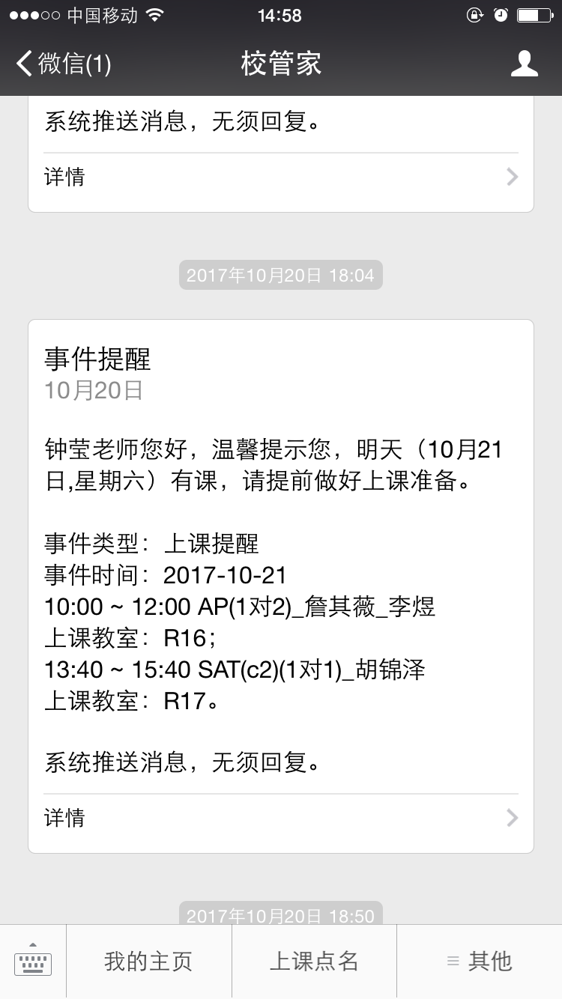 中国移动 14:58
微信(1) 校管家
系统推送消息，无须回复。
详情
2017年10月20日 18:04
事件提醒
10月20日
钟莹老师您好，温馨提示您，明天（10月21
日,星期六）有课，请提前做好上课准备。
事件类型：上课提醒
事件时间：2017-10-21
10:00 ~ 12:00 AP(1对2)_詹其薇_李煜
上课教室：R16；
13:40 ~ 15:40 SAT(c2)(1对1)_胡锦泽
上课教室：R17。
系统推送消息，无须回复。
详情
2017年10月20日 18:50
我的主页 上课点名 其他